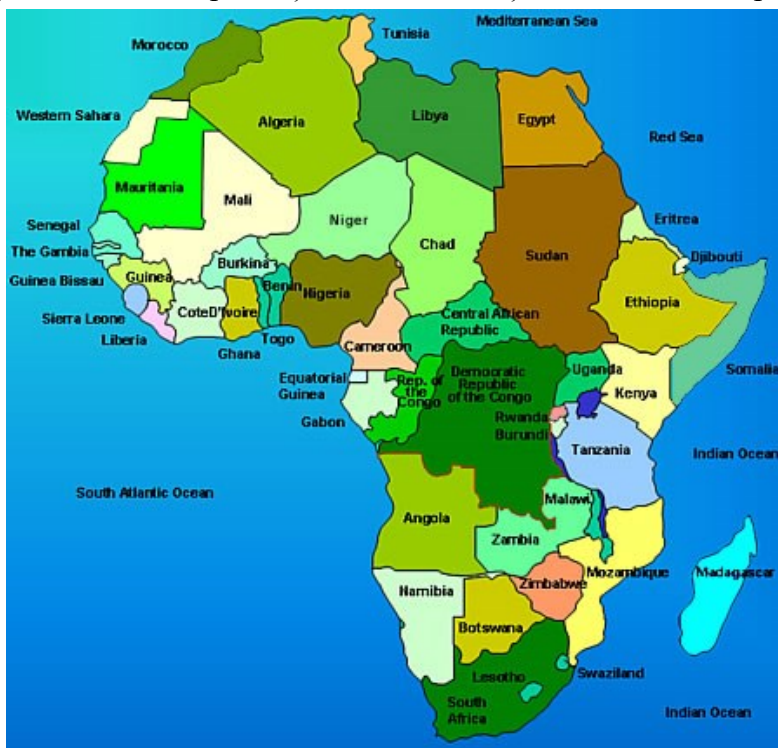 Mediterranean Sea
Tunisia
Morocco
Western Sahara
Algeria
Libya
Egypt
Red Sea
Mauritania
Mali
Niger
Chad
Sudan
Eritrea
Senegal
The Gambia
Guinea Bissau
Guinea
Burkina
Benin
Nigeria
Djibouti
Ethiopia
Sierra Leone
Liberia
CoteD'Ivoire
Ghana
Togo
Cameroon
Central African
Republic
Somalia
Equatorial
Guinea
Gabon
Rep. of
the
Congo
Democratic
Republic
of the Congo
Uganda
Kenya
Rwanda
Burundi
Tanzania
Indian Ocean
South Atlantic Ocean
Angola
Malawi
Zambia
Mozambique
Madagascar
Namibia
Zimbabwe
Botswana
Swaziland
Lesotho
South
Africa
Indian Ocean